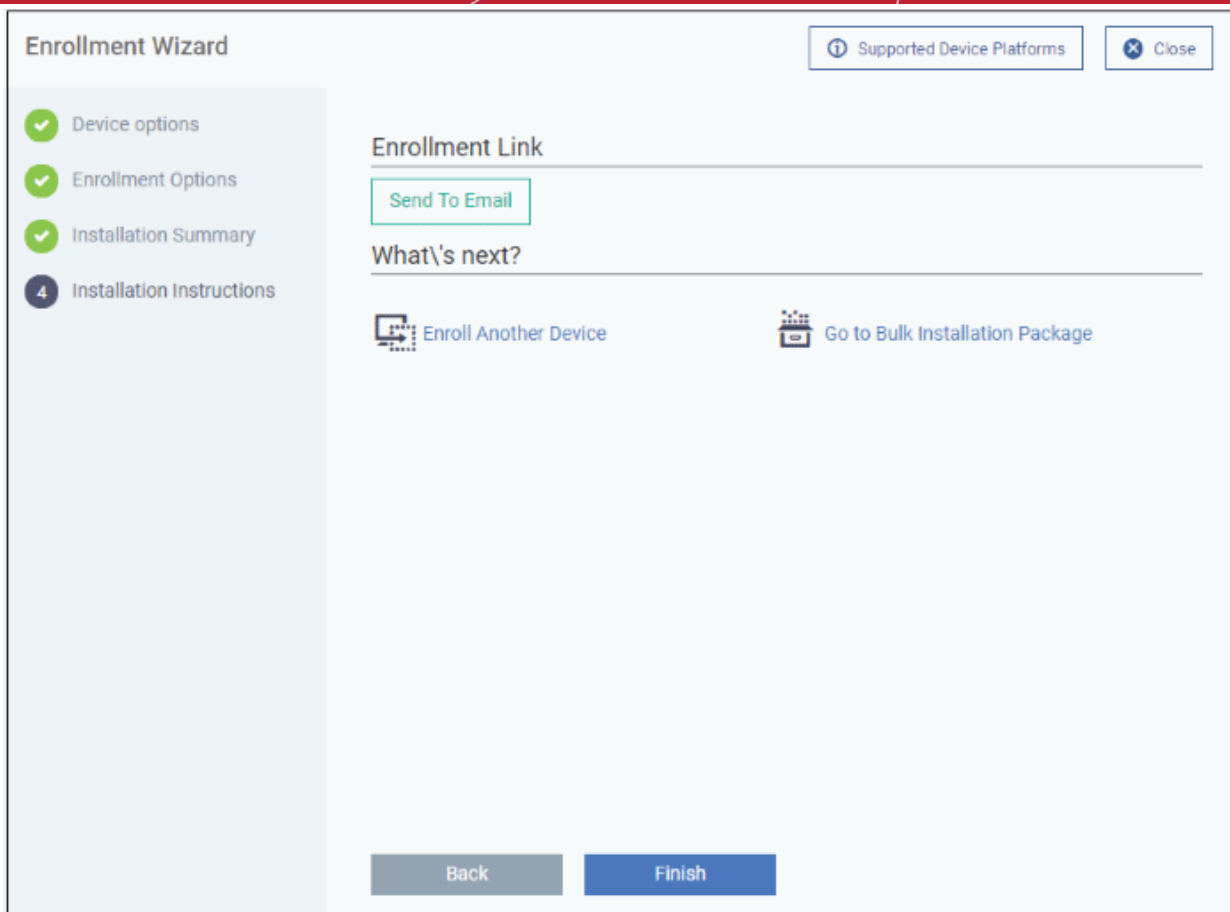 Enrollment Wizard
Supported Device Platforms
Close
Device options
Enrollment Options
Installation Summary
4 Installation Instructions
Enrollment Link
Send To Email
What\'s next?
Enroll Another Device
Go to Bulk Installation Package
Back
Finish